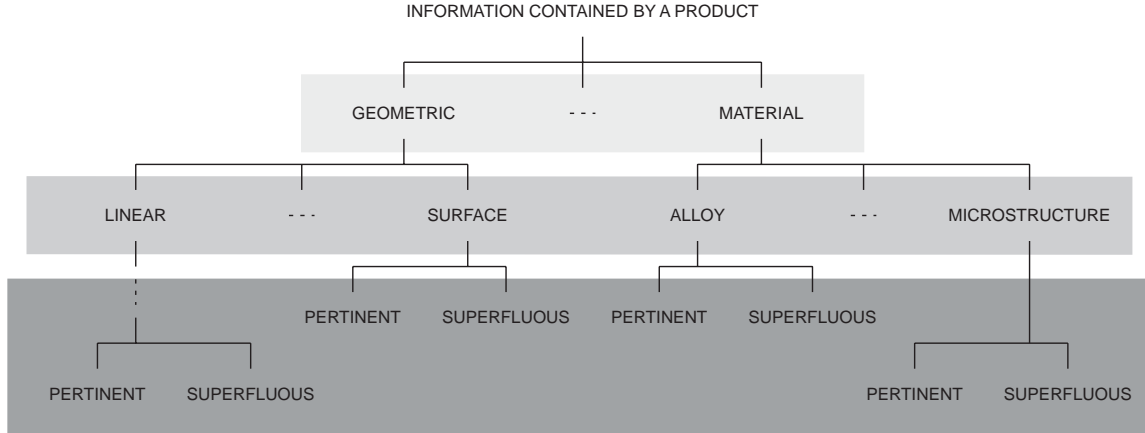 INFORMATION CONTAINED BY A PRODUCT
GEOMETRIC - - - MATERIAL
LINEAR - - - SURFACE ALLOY - - - MICROSTRUCTURE
PERTINENT SUPERFLUOUS PERTINENT SUPERFLUOUS
PERTINENT SUPERFLUOUS PERTINENT SUPERFLUOUS